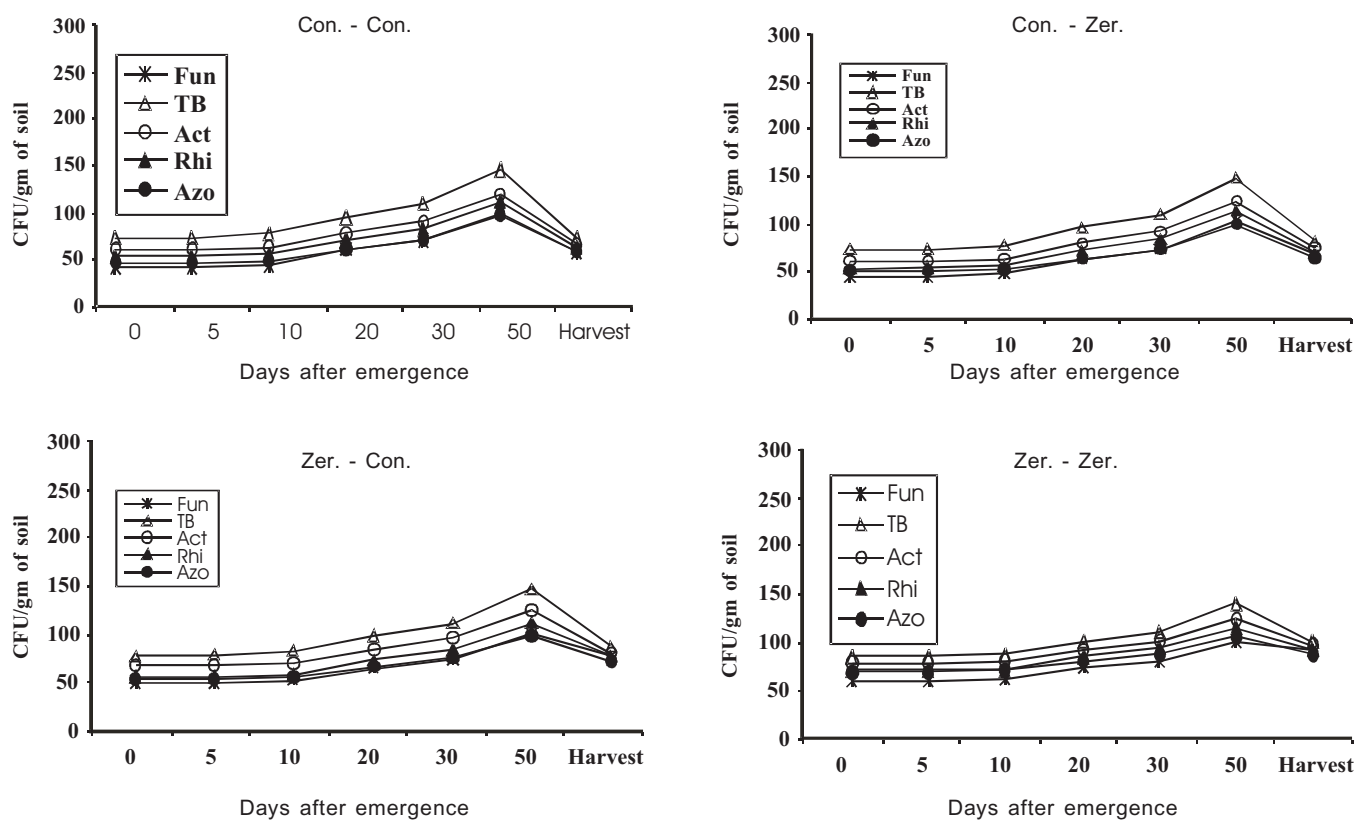 Con. - Con.
300
250
200
150
100
50
0
CFU/gm of soil
Fun
TB
Act
Rhi
Azo
0 5 10 20 30 50 Harvest
Days after emergence
Con. - Zer.
300
250
200
150
100
50
0
CFU/gm of soil
Fun
TB
Act
Rhi
Azo
0 5 10 20 30 50 Harvest
Days after emergence
Zer. - Con.
300
250
200
150
100
50
0
CFU/gm of soil
Fun
TB
Act
Rhi
Azo
0 5 10 20 30 50 Harvest
Days after emergence
Zer. - Zer.
300
250
200
150
100
50
0
CFU/gm of soil
Fun
TB
Act
Rhi
Azo
0 5 10 20 30 50 Harvest
Days after emergence